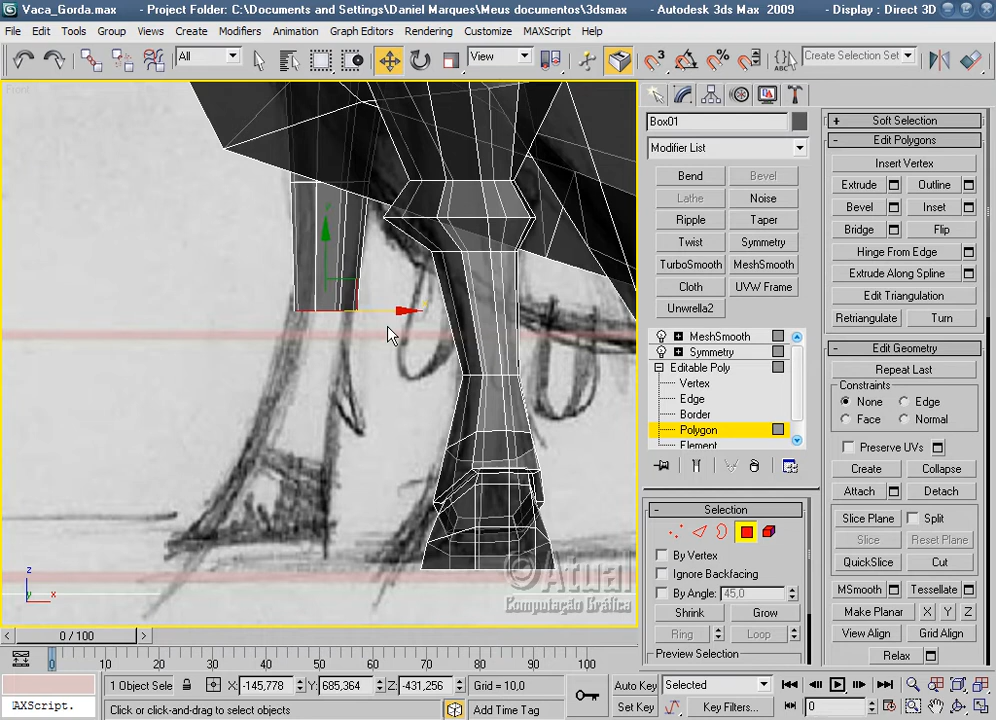 Vaca_Gorda.max - Project Folder: C:\Documents and Settings\Daniel Marques\Meus documentos\3dsmax - Autodesk 3ds Max 2009 - Display : Direct 3D
File Edit Tools Group Views Create Modifiers Animation Graph Editors Rendering Customize MAXScript Help
All View Create Selection Set
Front
Box01
Modifier List
Bend Bevel
Lathe Noise
Ripple Taper
Twist Symmetry
TurboSmooth MeshSmooth
Cloth UVW Frame
Unwrella2
MeshSmooth
Symmetry
Editable Poly
Vertex
Edge
Border
Polygon
Element
- Selection
By Vertex
Ignore Backfacing
By Angle: 45,0
Shrink Grow
Ring Loop
Preview Selection
+ Soft Selection
- Edit Polygons
Insert Vertex
Extrude Outline
Bevel Inset
Bridge Flip
Hinge From Edge
Extrude Along Spline
Edit Triangulation
Retriangulate Turn
- Edit Geometry
Repeat Last
Constraints
None Edge
Face Normal
Preserve UVs
Create Collapse
Attach Detach
Slice Plane Split
Slice Reset Plane
QuickSlice Cut
MSmooth Tessellate
Make Planar X Y Z
View Align Grid Align
Relax
z
y x
© Atual
Computação Gráfica
< 0 / 100 >
0 10 20 30 40 50 60 70 80 90 100
1 Object Sele X: -145,778 Y: 685,364 Z: -431,256 Grid = 10,0 Auto Key Selected
AXScript. Click or click-and-drag to select objects Add Time Tag Set Key Key Filters... 0